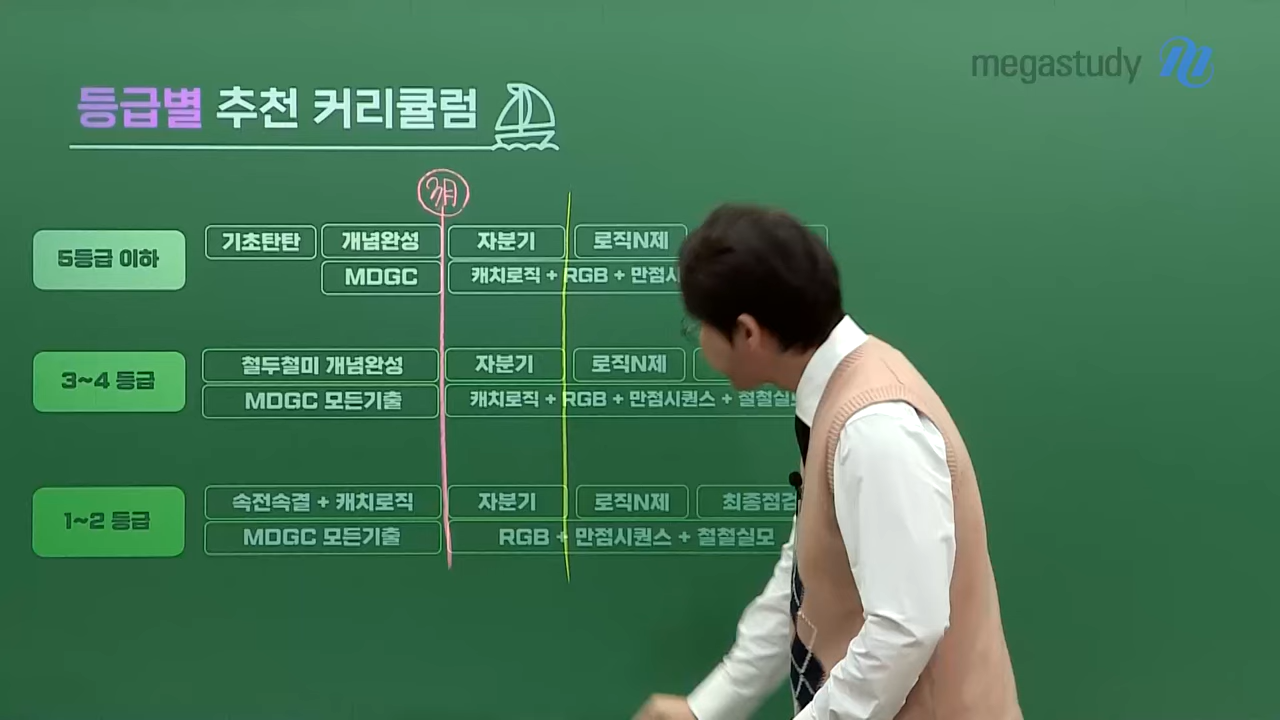 megastudy
등급별 추천 커리큘럼
3월
5등급 이하
기초탄탄
개념완성
자분기
로직N제
MDGC
캐치로직 + RGB + 만점시
3~4 등급
철두철미 개념완성
자분기
로직N제
MDGC 모든기출
캐치로직 + RGB + 만점시퀀스 + 철철실모
1~2 등급
속전속결 + 캐치로직
자분기
로직N제
최종점검
MDGC 모든기출
RGB + 만점시퀀스 + 철철실모